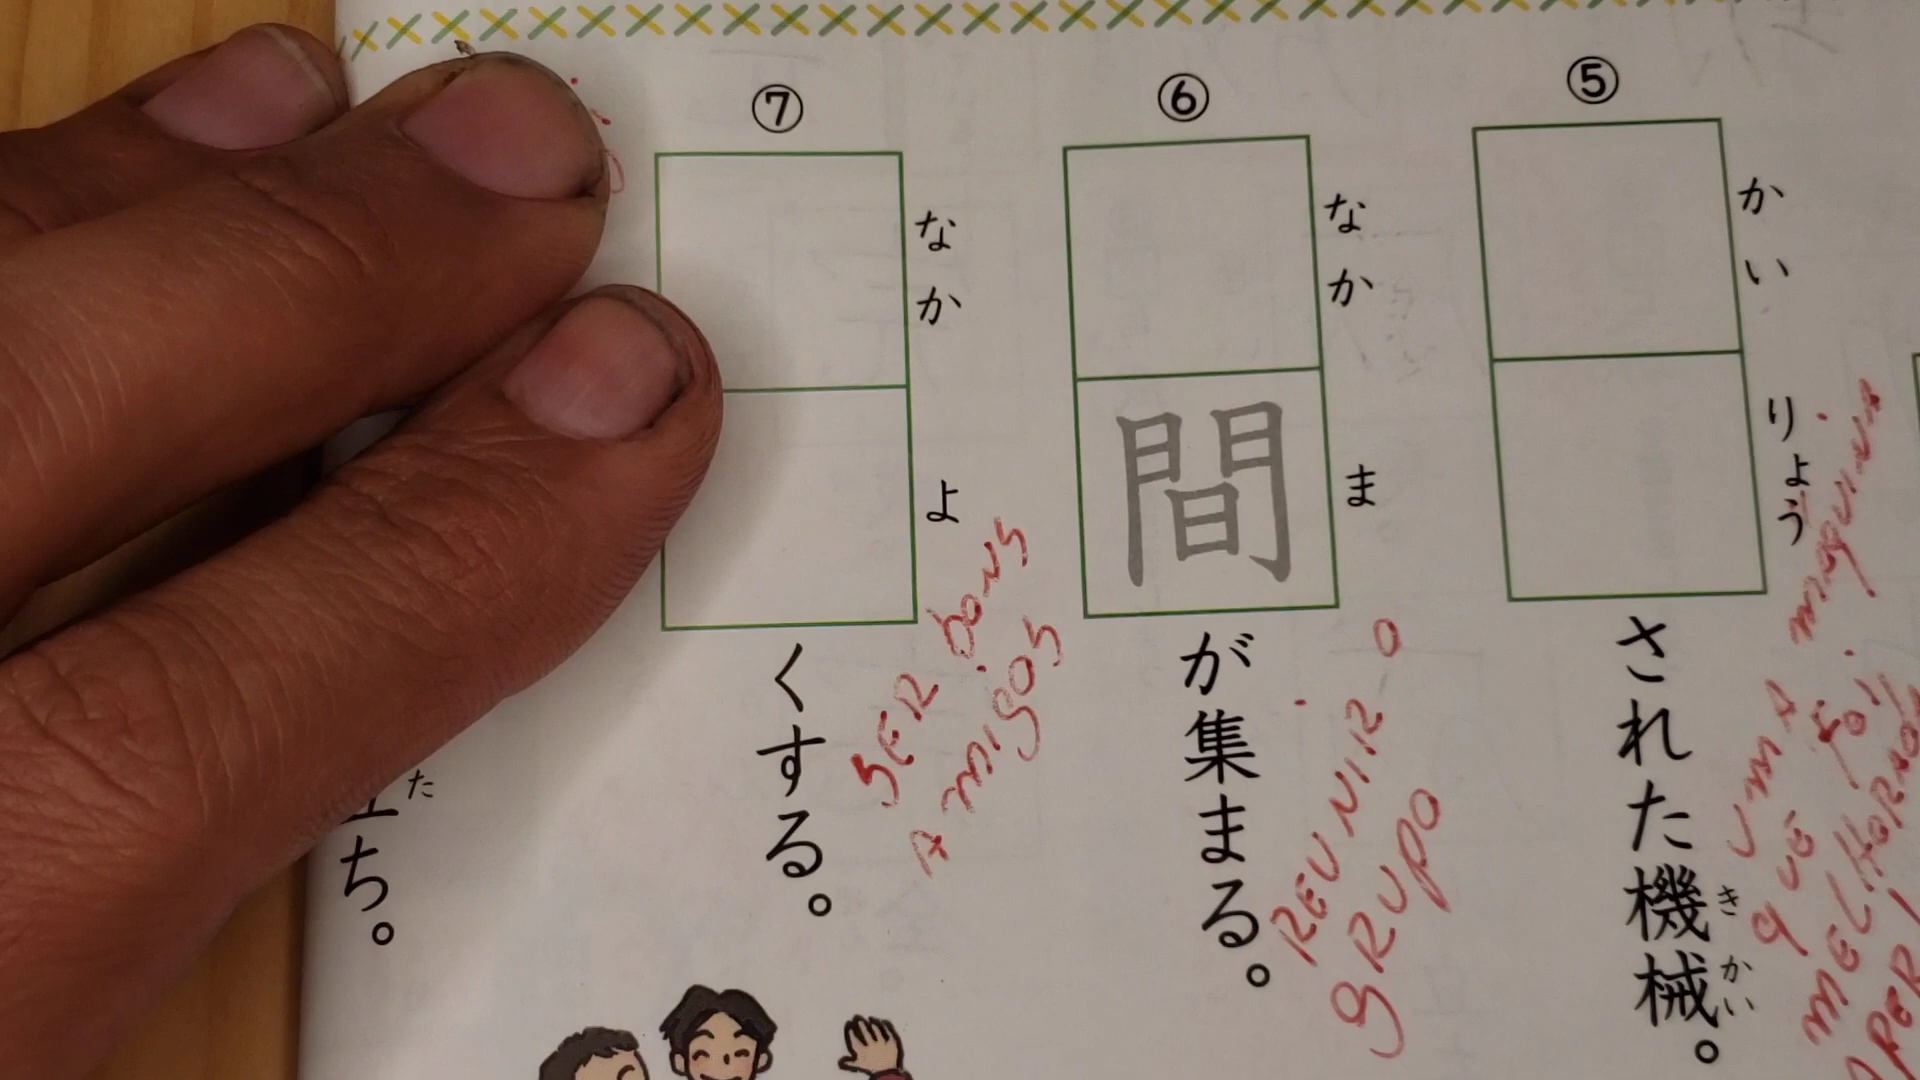 ⑤
かい
りょう
された機械。
きかい
uma maquina
que foi
melhorada
⑥
なか
ま
間
が集まる。
Reunir o
grupo
⑦
なか
よ
くする。
Ser bons
amigos
た
ち。